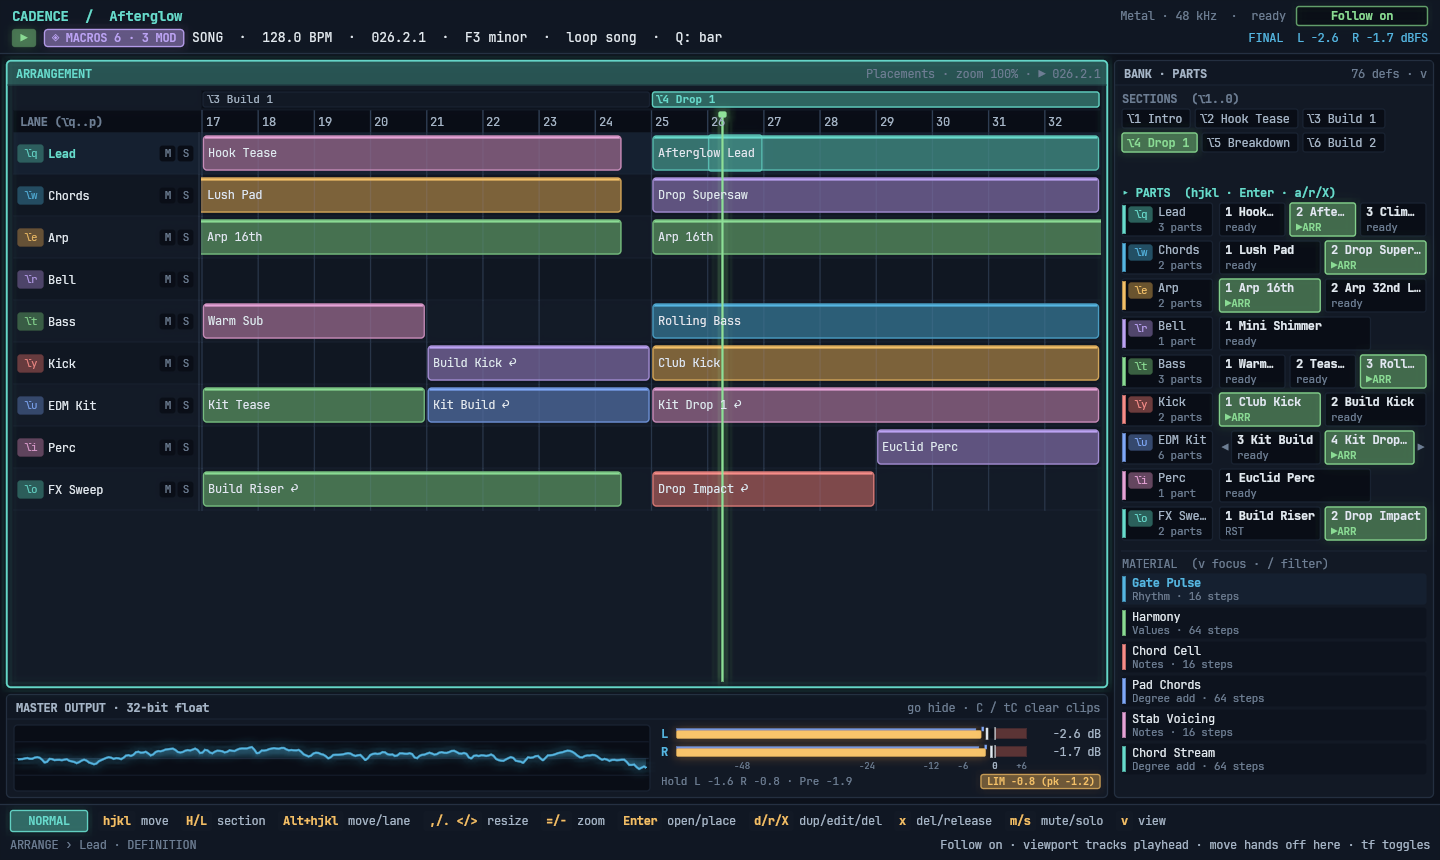 CADENCE / Afterglow
Metal · 48 kHz · ready Follow on
▶ ◈ MACROS 6 · 3 MOD SONG · 128.0 BPM · 026.2.1 · F3 minor · loop song · Q: bar
FINAL L -2.6 R -1.7 dBFS
ARRANGEMENT Placements · zoom 100% · ▶ 026.2.1
⌥3 Build 1 ⌥4 Drop 1
LANE (⌥q..p) 17 18 19 20 21 22 23 24 25 26 27 28 29 30 31 32
⌥q Lead M S Hook Tease Afterglow Lead
⌥w Chords M S Lush Pad Drop Supersaw
⌥e Arp M S Arp 16th Arp 16th
⌥r Bell M S
⌥t Bass M S Warm Sub Rolling Bass
⌥y Kick M S Build Kick ⤶ Club Kick
⌥u EDM Kit M S Kit Tease Kit Build ⤶ Kit Drop 1 ⤶
⌥i Perc M S Euclid Perc
⌥o FX Sweep M S Build Riser ⤶ Drop Impact ⤶
BANK · PARTS 76 defs · v
SECTIONS (⌥1..0)
⌥1 Intro ⌥2 Hook Tease ⌥3 Build 1
⌥4 Drop 1 ⌥5 Breakdown ⌥6 Build 2
▸ PARTS (hjkl · Enter · a/r/X)
⌥q Lead 1 Hook… 2 Afte… 3 Clim…
3 parts ready ▶ARR ready
⌥w Chords 1 Lush Pad 2 Drop Super…
2 parts ready ▶ARR
⌥e Arp 1 Arp 16th 2 Arp 32nd L…
2 parts ▶ARR ready
⌥r Bell 1 Mini Shimmer
1 part ready
⌥t Bass 1 Warm… 2 Teas… 3 Roll…
3 parts ready ready ▶ARR
⌥y Kick 1 Club Kick 2 Build Kick
2 parts ▶ARR ready
⌥u EDM Kit ◀ 3 Kit Build 4 Kit Drop… ▶
6 parts ready ▶ARR
⌥i Perc 1 Euclid Perc
1 part ready
⌥o FX Swe… 1 Build Riser 2 Drop Impact
2 parts RST ▶ARR
MATERIAL (v focus · / filter)
Gate Pulse
Rhythm · 16 steps
Harmony
Values · 64 steps
Chord Cell
Notes · 16 steps
Pad Chords
Degree add · 64 steps
Stab Voicing
Notes · 16 steps
Chord Stream
Degree add · 64 steps
MASTER OUTPUT · 32-bit float go hide · C / tC clear clips
L -2.6 dB
R -1.7 dB
-48 -24 -12 -6 0 +6
Hold L -1.6 R -0.8 · Pre -1.9 LIM -0.8 (pk -1.2)
NORMAL hjkl move H/L section Alt+hjkl move/lane ,/. </> resize =/- zoom Enter open/place d/r/X dup/edit/del x del/release m/s mute/solo v view
ARRANGE › Lead · DEFINITION Follow on · viewport tracks playhead · move hands off here · tf toggles